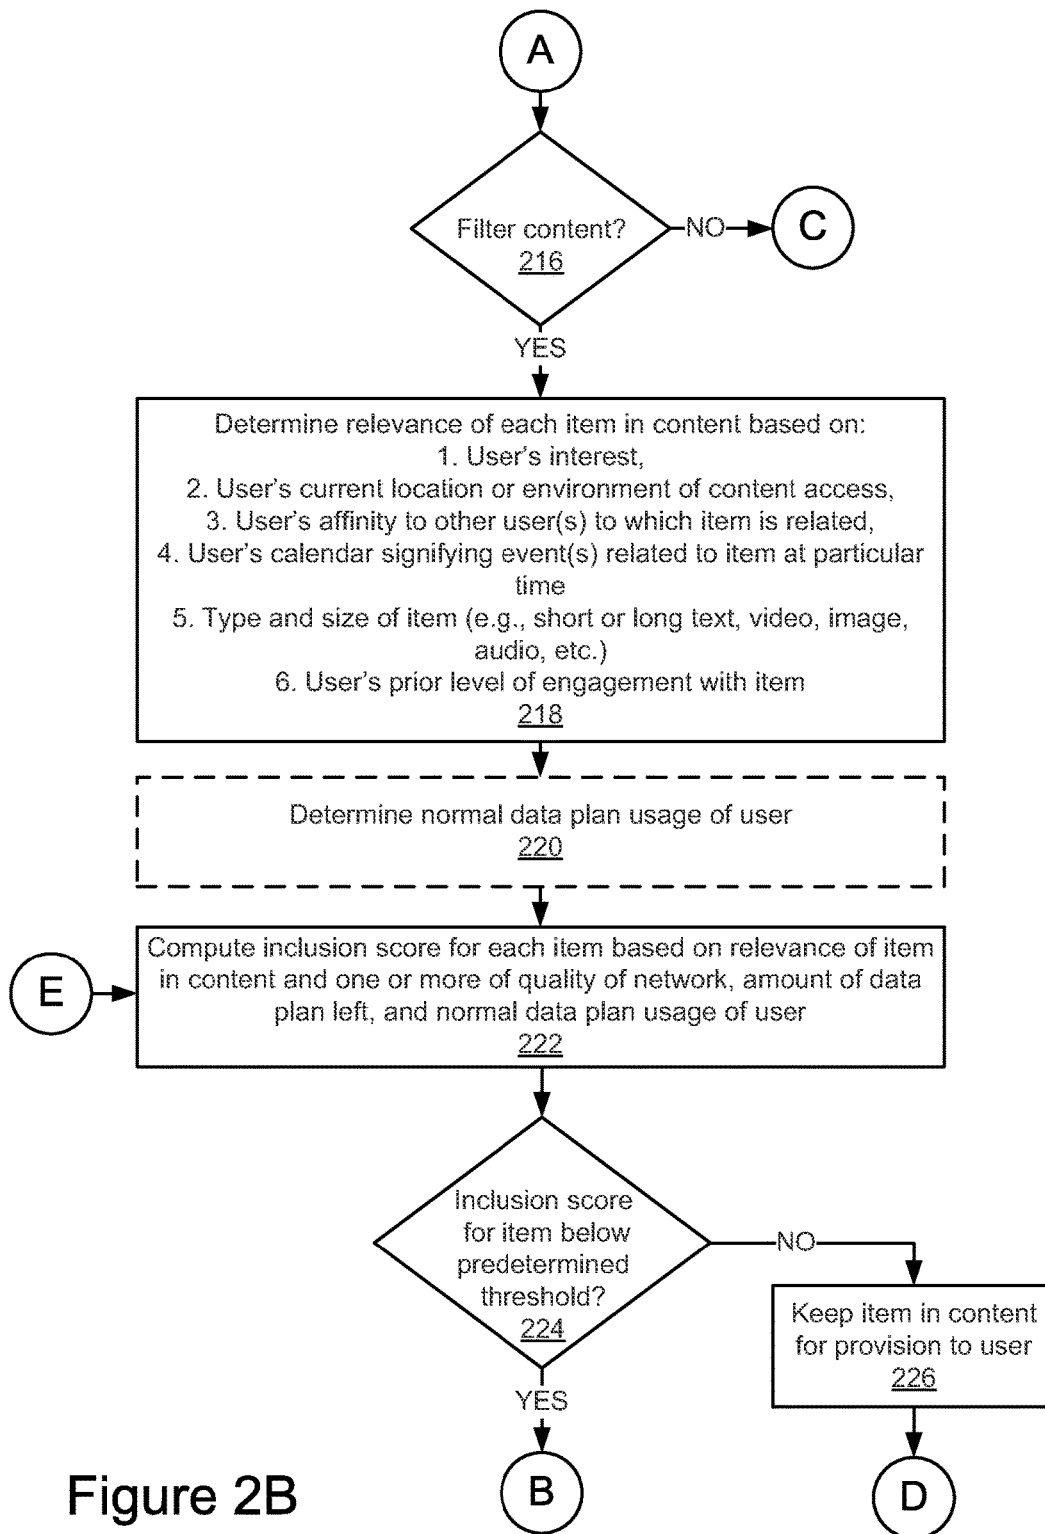 A
Filter content?
216
NO
C
YES
Determine relevance of each item in content based on:
1. User's interest,
2. User's current location or environment of content access,
3. User's affinity to other user(s) to which item is related,
4. User's calendar signifying event(s) related to item at particular
time
5. Type and size of item (e.g., short or long text, video, image,
audio, etc.)
6. User's prior level of engagement with item
218
Determine normal data plan usage of user
220
E
Compute inclusion score for each item based on relevance of item
in content and one or more of quality of network, amount of data
plan left, and normal data plan usage of user
222
Inclusion score
for item below
predetermined
threshold?
224
NO
Keep item in content
for provision to user
226
YES
B
D
Figure 2B